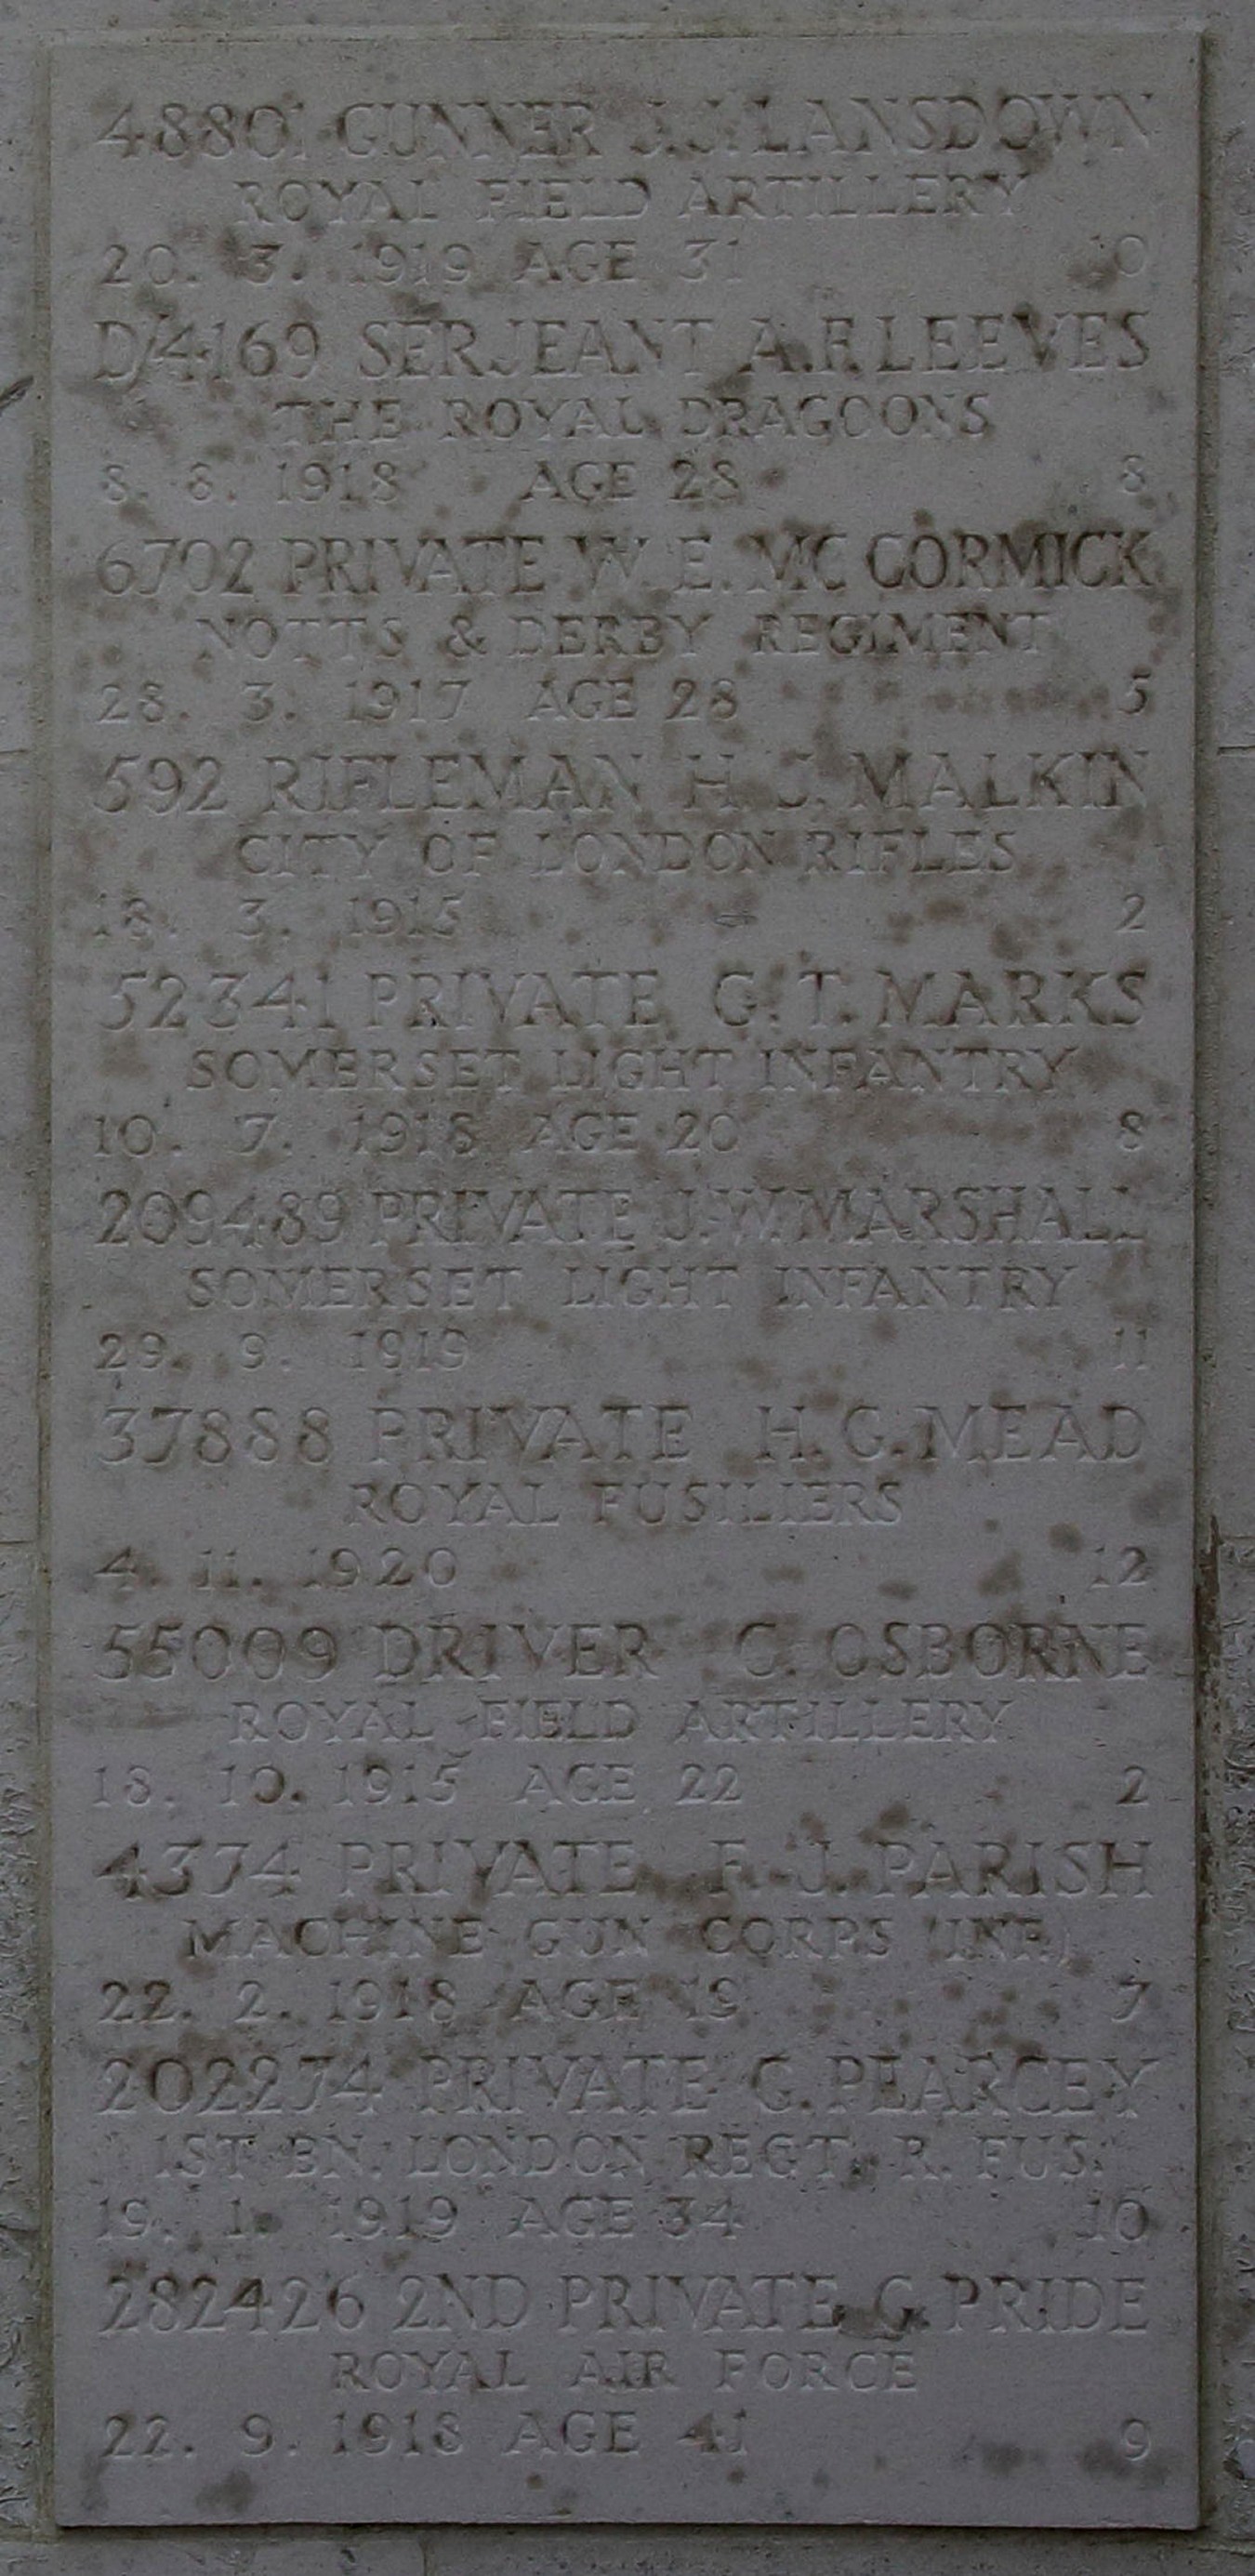 48801 GUNNER J.J. LANSDOWN
ROYAL FIELD ARTILLERY
20. 3. 1919 AGE 31 10
D/4169 SERJEANT A.F. LEEVES
THE ROYAL DRAGOONS
8. 8. 1918 AGE 28 8
6702 PRIVATE W. E. MC CORMICK
NOTTS & DERBY REGIMENT
28. 3. 1917 AGE 28 5
592 RIFLEMAN H. J. MALKIN
CITY OF LONDON RIFLES
18. 3. 1915 2
52341 PRIVATE G. T. MARKS
SOMERSET LIGHT INFANTRY
10. 7. 1918 AGE 20 8
209489 PRIVATE J.W. MARSHALL
SOMERSET LIGHT INFANTRY
29. 9. 1919 11
37888 PRIVATE H. G. MEAD
ROYAL FUSILIERS
4. 11. 1920 12
55009 DRIVER C. OSBORNE
ROYAL FIELD ARTILLERY
18. 10. 1915 AGE 22 2
4374 PRIVATE F. J. PARISH
MACHINE GUN CORPS (INF.)
22. 2. 1918 AGE 19 7
202274 PRIVATE G. PEARCEY
1ST BN. LONDON REGT. R. FUS.
19. 1. 1919 AGE 34 10
282426 2ND PRIVATE G. PRIDE
ROYAL AIR FORCE
22. 9. 1918 AGE 41 9